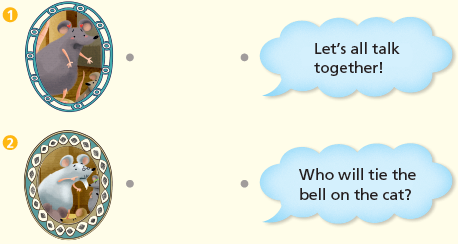 1
Let's all talk
together!
2
Who will tie the
bell on the cat?